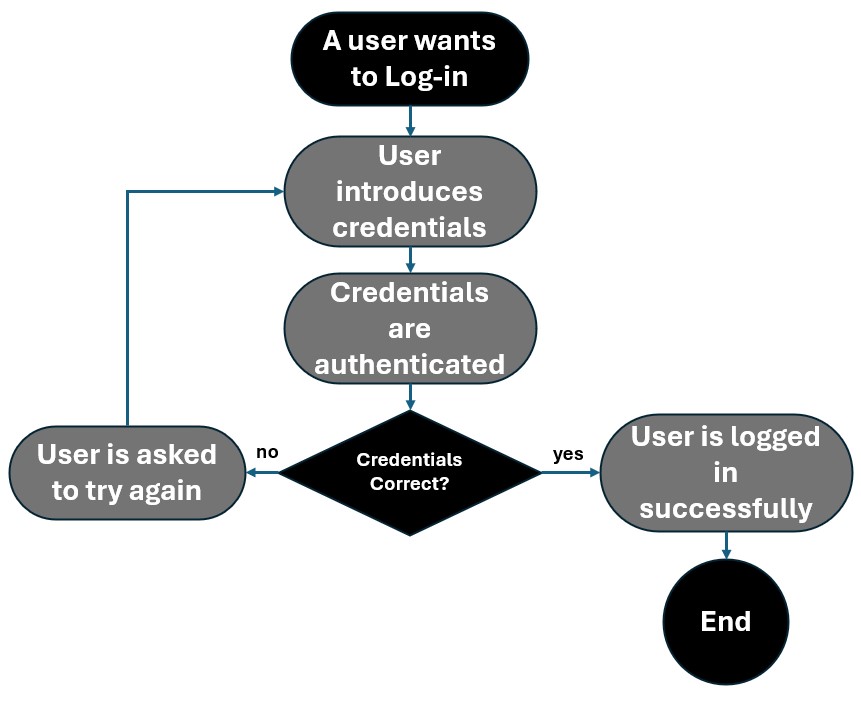 A user wants
to Log-in
User
introduces
credentials
Credentials
are
authenticated
User is asked
to try again
no
Credentials
Correct?
yes
User is logged
in
successfully
End